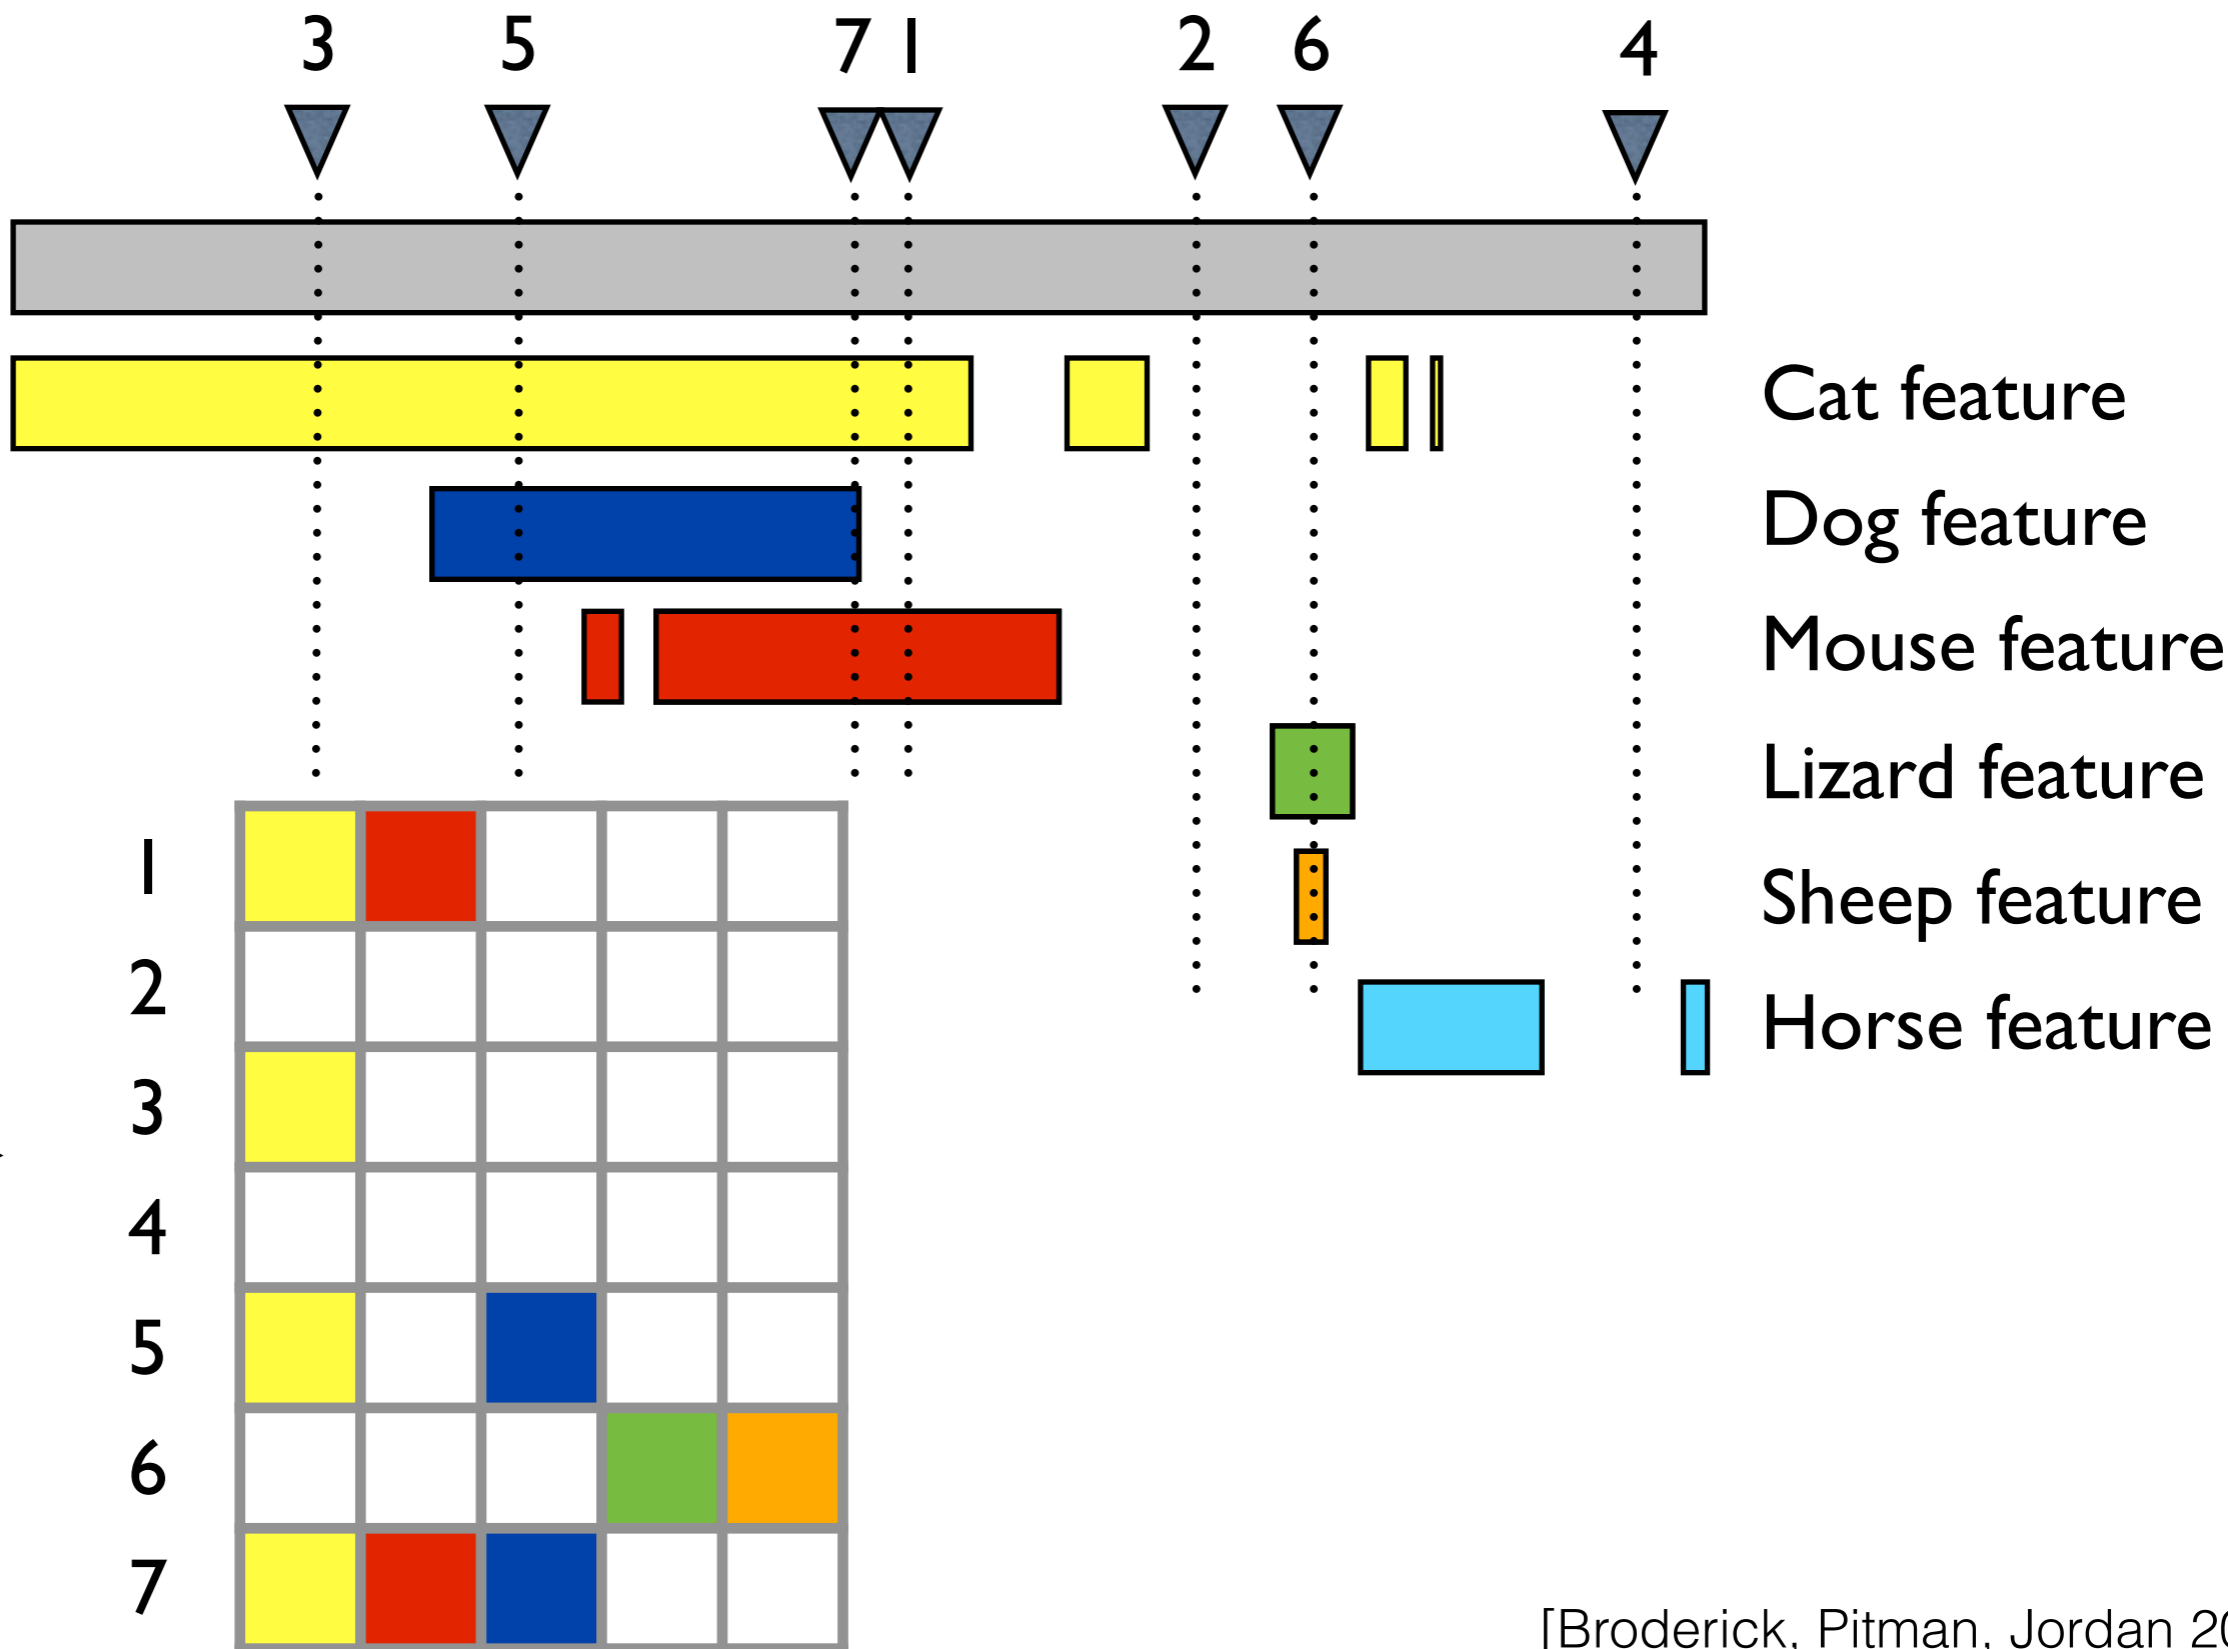 3 5 7 1 2 6 4
Cat feature
Dog feature
Mouse feature
Lizard feature
Sheep feature
Horse feature
1
2
3
4
5
6
7
[Broderick, Pitman, Jordan